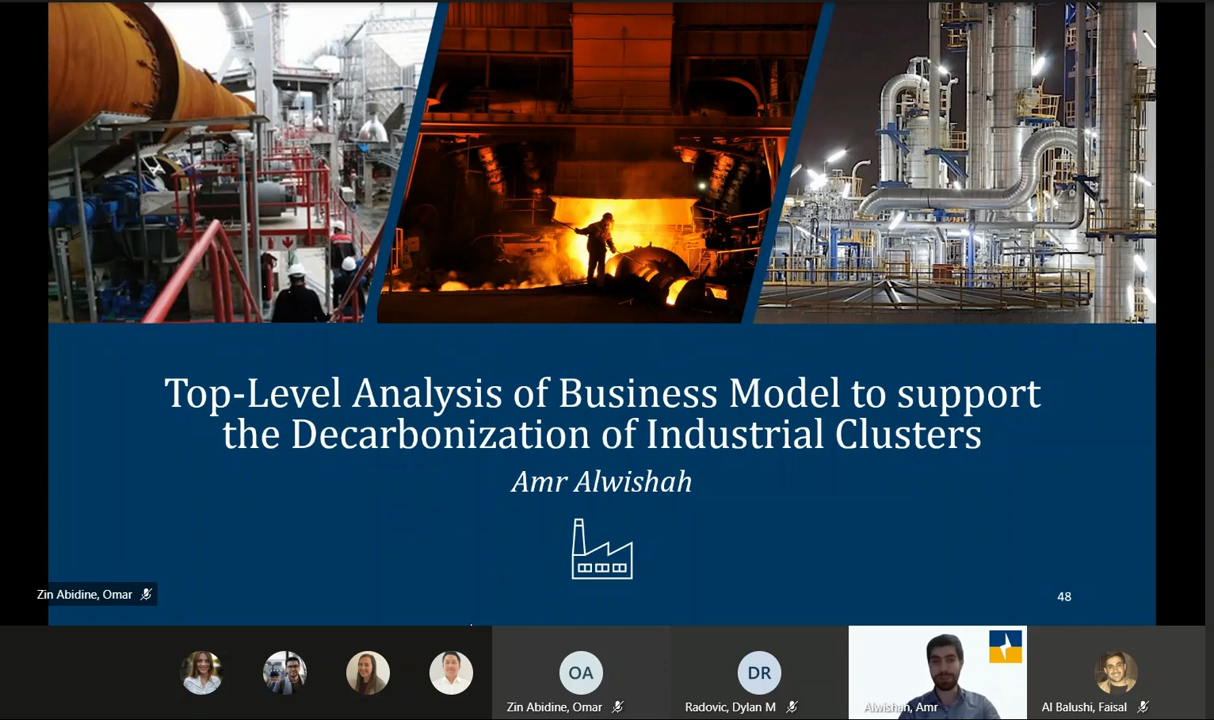 Top-Level Analysis of Business Model to support
the Decarbonization of Industrial Clusters
Amr Alwishah
Zin Abidine, Omar
48
OA
Zin Abidine, Omar
DR
Radovic, Dylan M
Alwishah, Amr
Al Balushi, Faisal